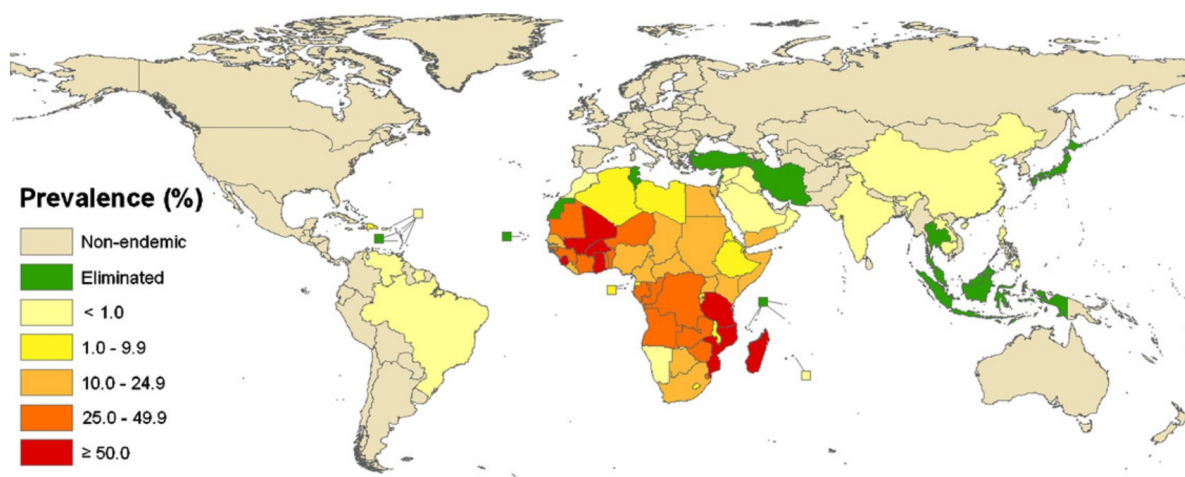 Prevalence (%)
Non-endemic
Eliminated
< 1.0
1.0 - 9.9
10.0 - 24.9
25.0 - 49.9
≥ 50.0